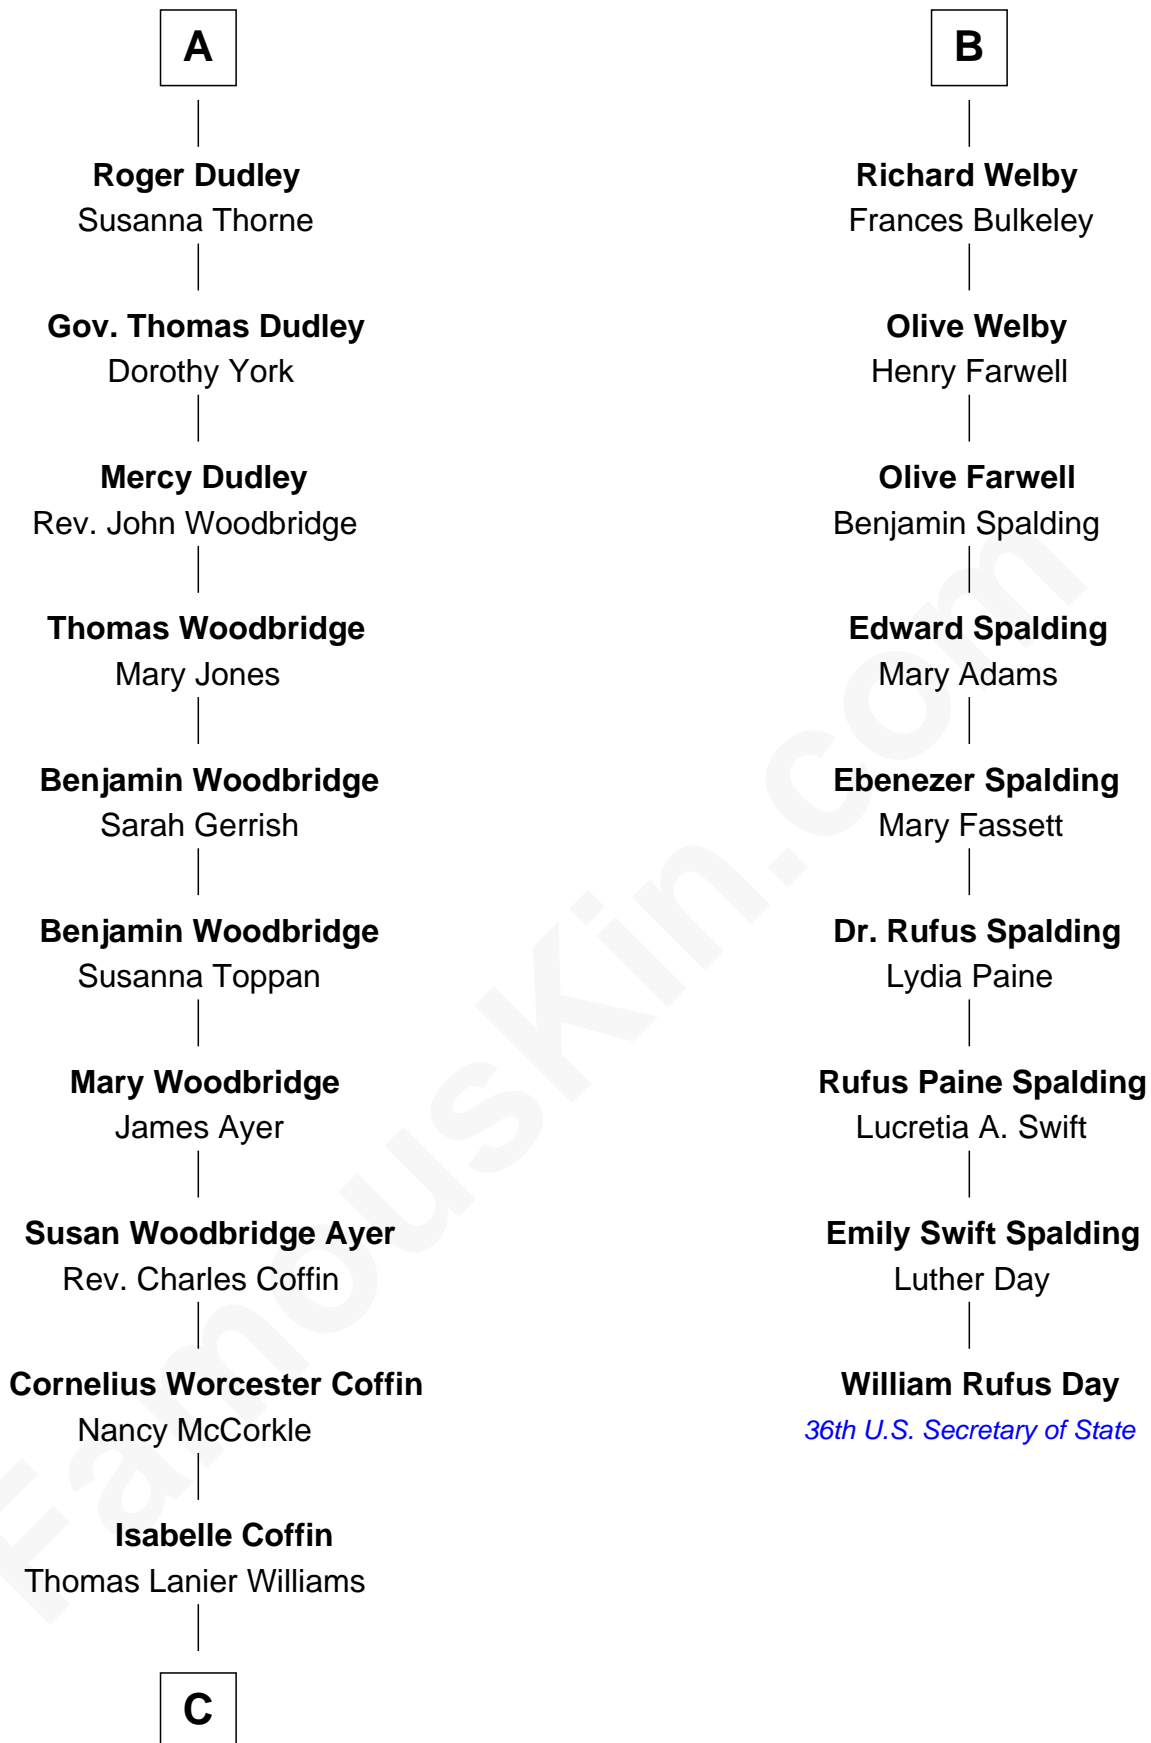 A
Roger Dudley
Susanna Thorne
Gov. Thomas Dudley
Dorothy York
Mercy Dudley
Rev. John Woodbridge
Thomas Woodbridge
Mary Jones
Benjamin Woodbridge
Sarah Gerrish
Benjamin Woodbridge
Susanna Toppan
Mary Woodbridge
James Ayer
Susan Woodbridge Ayer
Rev. Charles Coffin
Cornelius Worcester Coffin
Nancy McCorkle
Isabelle Coffin
Thomas Lanier Williams
C
B
Richard Welby
Frances Bulkeley
Olive Welby
Henry Farwell
Olive Farwell
Benjamin Spalding
Edward Spalding
Mary Adams
Ebenezer Spalding
Mary Fassett
Dr. Rufus Spalding
Lydia Paine
Rufus Paine Spalding
Lucretia A. Swift
Emily Swift Spalding
Luther Day
William Rufus Day
36th U.S. Secretary of State
FamousKin.com